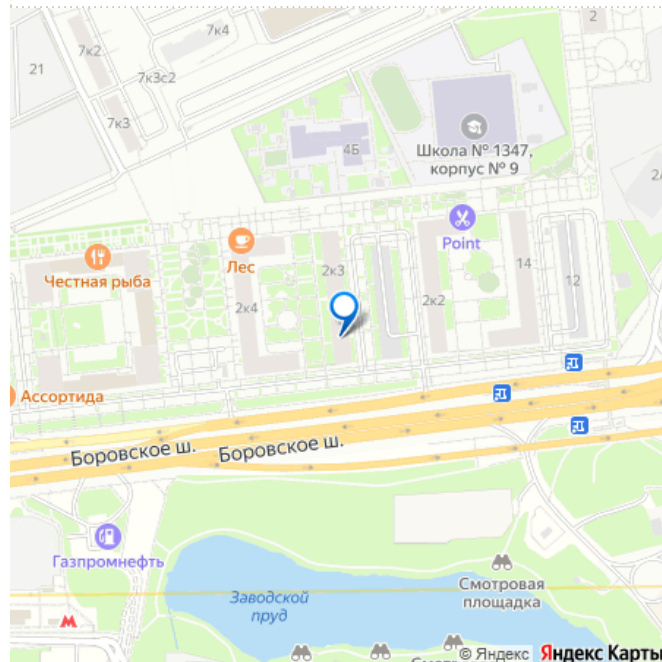 2
7к4
7к2
21
7к3с2
7к3
4Б
Школа № 1347,
корпус № 9
Point
Лес
Честная рыба
2к3
14
12
2к4
2к2
Ассортида
Боровское ш.
Боровское ш.
Газпромнефть
Заводской
пруд
Смотровая
площадка
© Яндекс Яндекс Карты